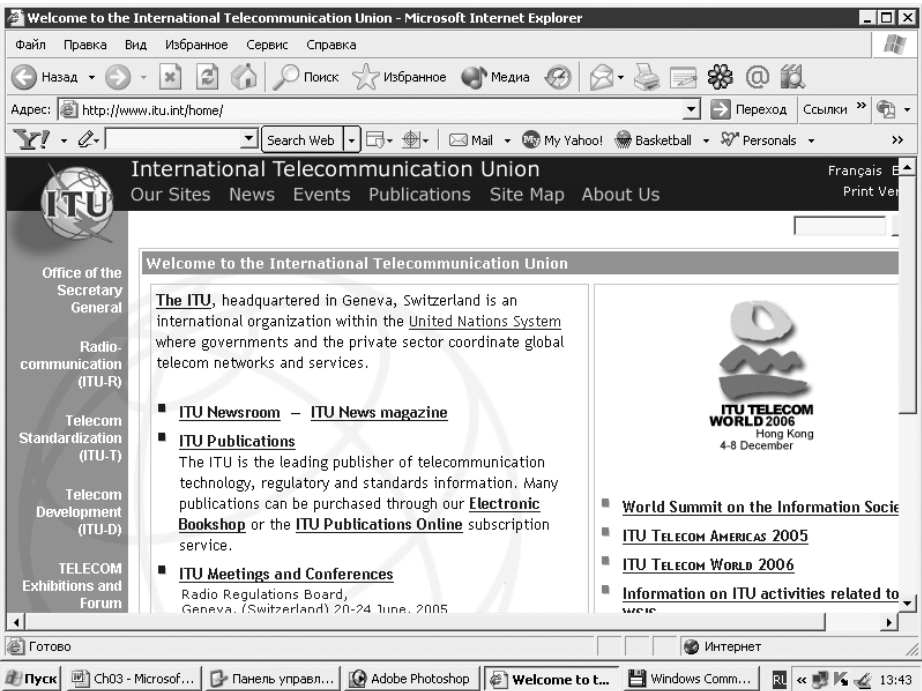 Welcome to the International Telecommunication Union - Microsoft Internet Explorer
Файл Правка Вид Избранное Сервис Справка
Назад Поиск Избранное Медиа
Адрес: http://www.itu.int/home/ Переход Ссылки »
Y! Search Web Mail My Yahoo! Basketball Personals »
International Telecommunication Union
Français E
Our Sites News Events Publications Site Map About Us
Print Ver
ITU
Welcome to the International Telecommunication Union
Office of the
Secretary
General
Radio-
communication
(ITU-R)
Telecom
Standardization
(ITU-T)
Telecom
Development
(ITU-D)
TELECOM
Exhibitions and
Forum
The ITU, headquartered in Geneva, Switzerland is an
international organization within the United Nations System
where governments and the private sector coordinate global
telecom networks and services.
ITU Newsroom – ITU News magazine
ITU Publications
The ITU is the leading publisher of telecommunication
technology, regulatory and standards information. Many
publications can be purchased through our Electronic
Bookshop or the ITU Publications Online subscription
service.
ITU Meetings and Conferences
Radio Regulations Board,
Geneva, (Switzerland) 20-24 June, 2005
ITU TELECOM
WORLD 2006
Hong Kong
4-8 December
World Summit on the Information Socie
ITU Telecom Americas 2005
ITU Telecom World 2006
Information on ITU activities related to
WSIS
Готово Интернет
Пуск Ch03 - Microsof... Панель управл... Adobe Photoshop Welcome to t... Windows Comm... RU « 13:43